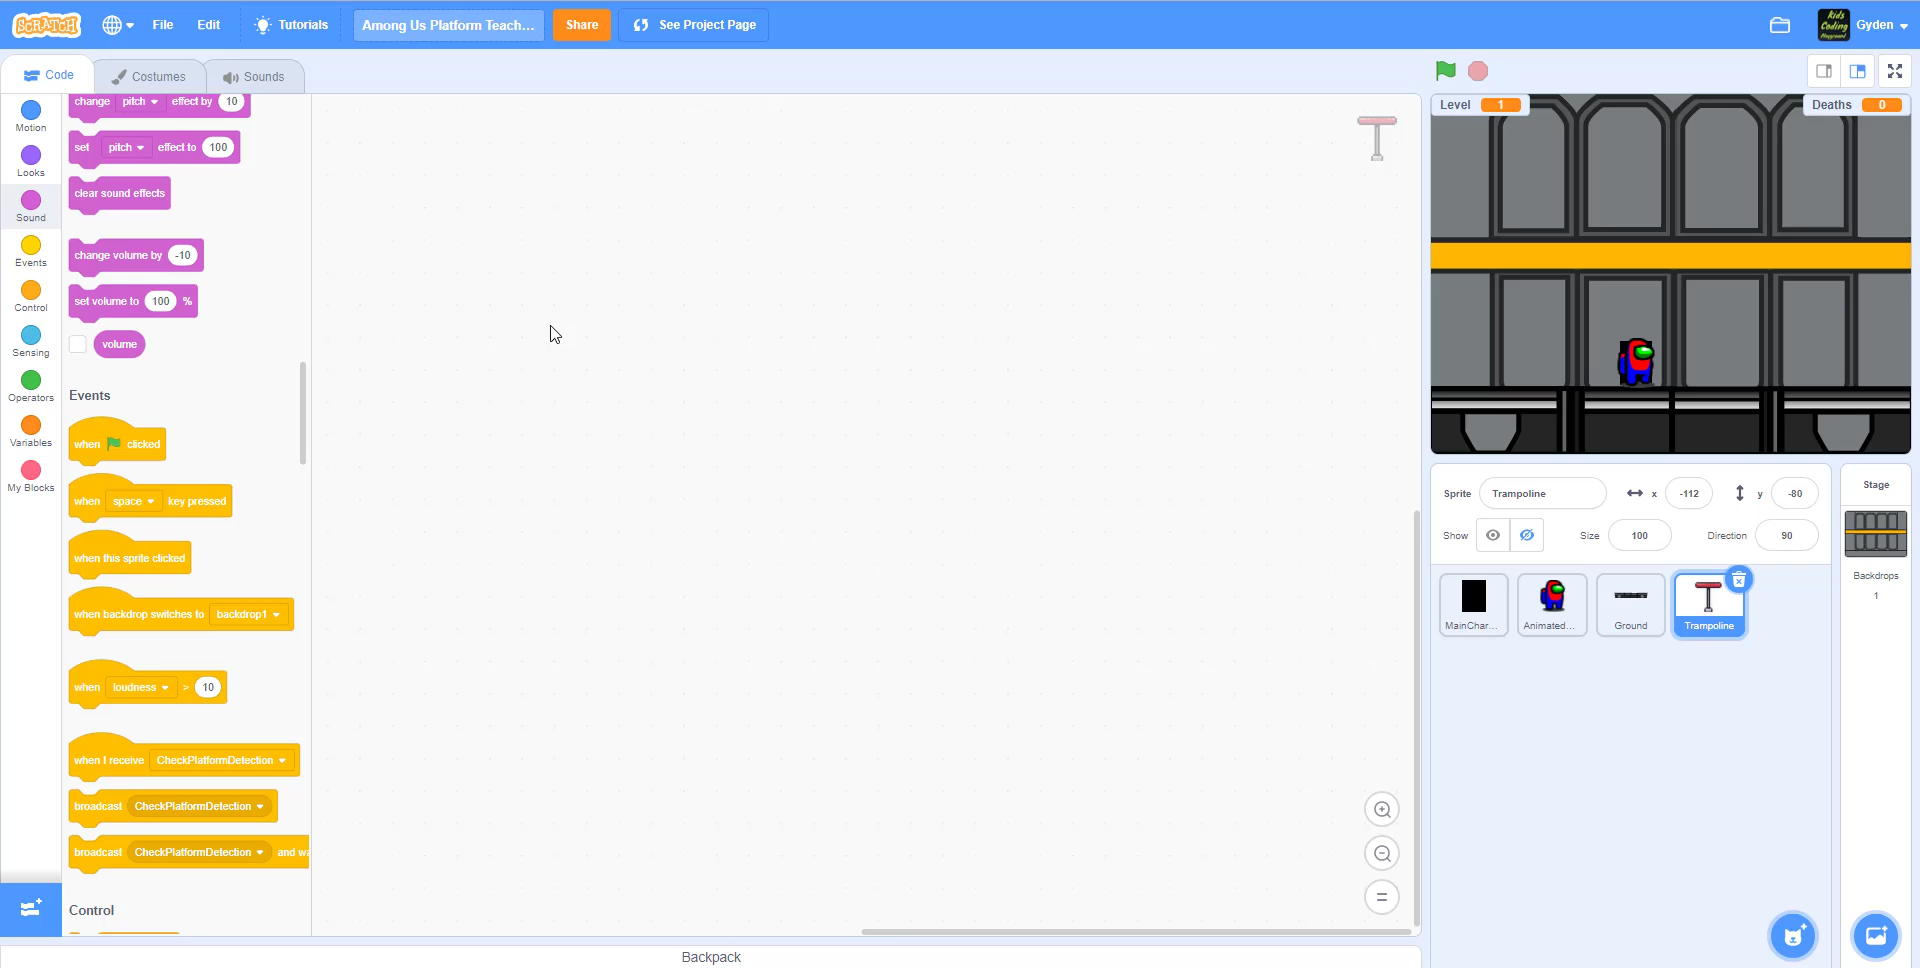 SCRATCH
File
Edit
Tutorials
Among Us Platform Teach...
Share
See Project Page
Kids
Coding
Playground
Gyden
Code
Costumes
Sounds
Motion
Looks
Sound
Events
Control
Sensing
Operators
Variables
My Blocks
change pitch effect by 10
set pitch effect to 100
clear sound effects
change volume by -10
set volume to 100 %
volume
Events
when clicked
when space key pressed
when this sprite clicked
when backdrop switches to backdrop1
when loudness > 10
when I receive CheckPlatformDetection
broadcast CheckPlatformDetection
broadcast CheckPlatformDetection and wa
Control
Backpack
Level 1
Deaths 0
Sprite Trampoline x -112 y -80
Show Size 100 Direction 90
MainChar...
Animated...
Ground
Trampoline
Stage
Backdrops
1